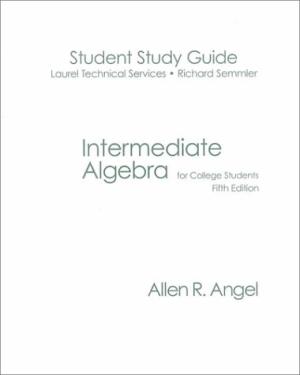 Student Study Guide
Laurel Technical Services • Richard Semmler
Intermediate
Algebra for College Students
Fifth Edition
Allen R. Angel